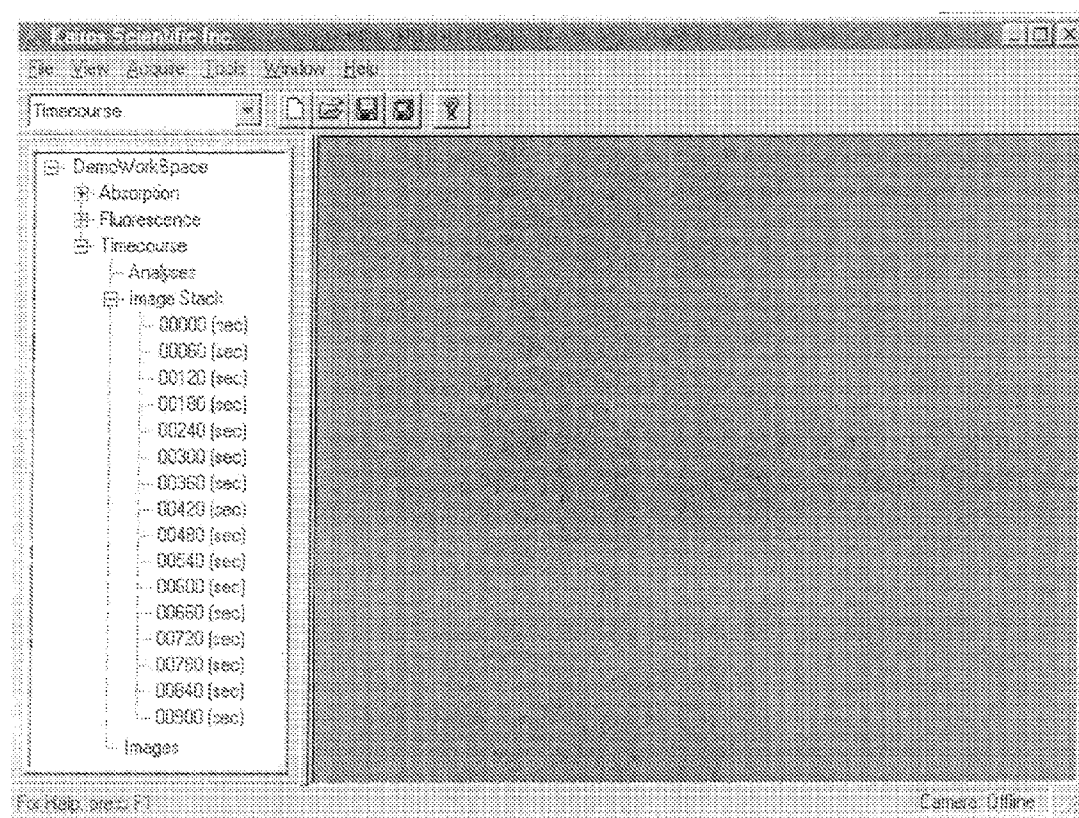 Kairos Scientific Inc.
File View Acquire Tools Window Help
Timecourse
DemoWorkSpace
Absorption
Fluorescence
Timecourse
Analyses
Image Stack
00000 (sec)
00060 (sec)
00120 (sec)
00180 (sec)
00240 (sec)
00300 (sec)
00360 (sec)
00420 (sec)
00480 (sec)
00540 (sec)
00600 (sec)
00660 (sec)
00720 (sec)
00780 (sec)
00840 (sec)
00900 (sec)
Images
For Help, press F1
Camera: Offline